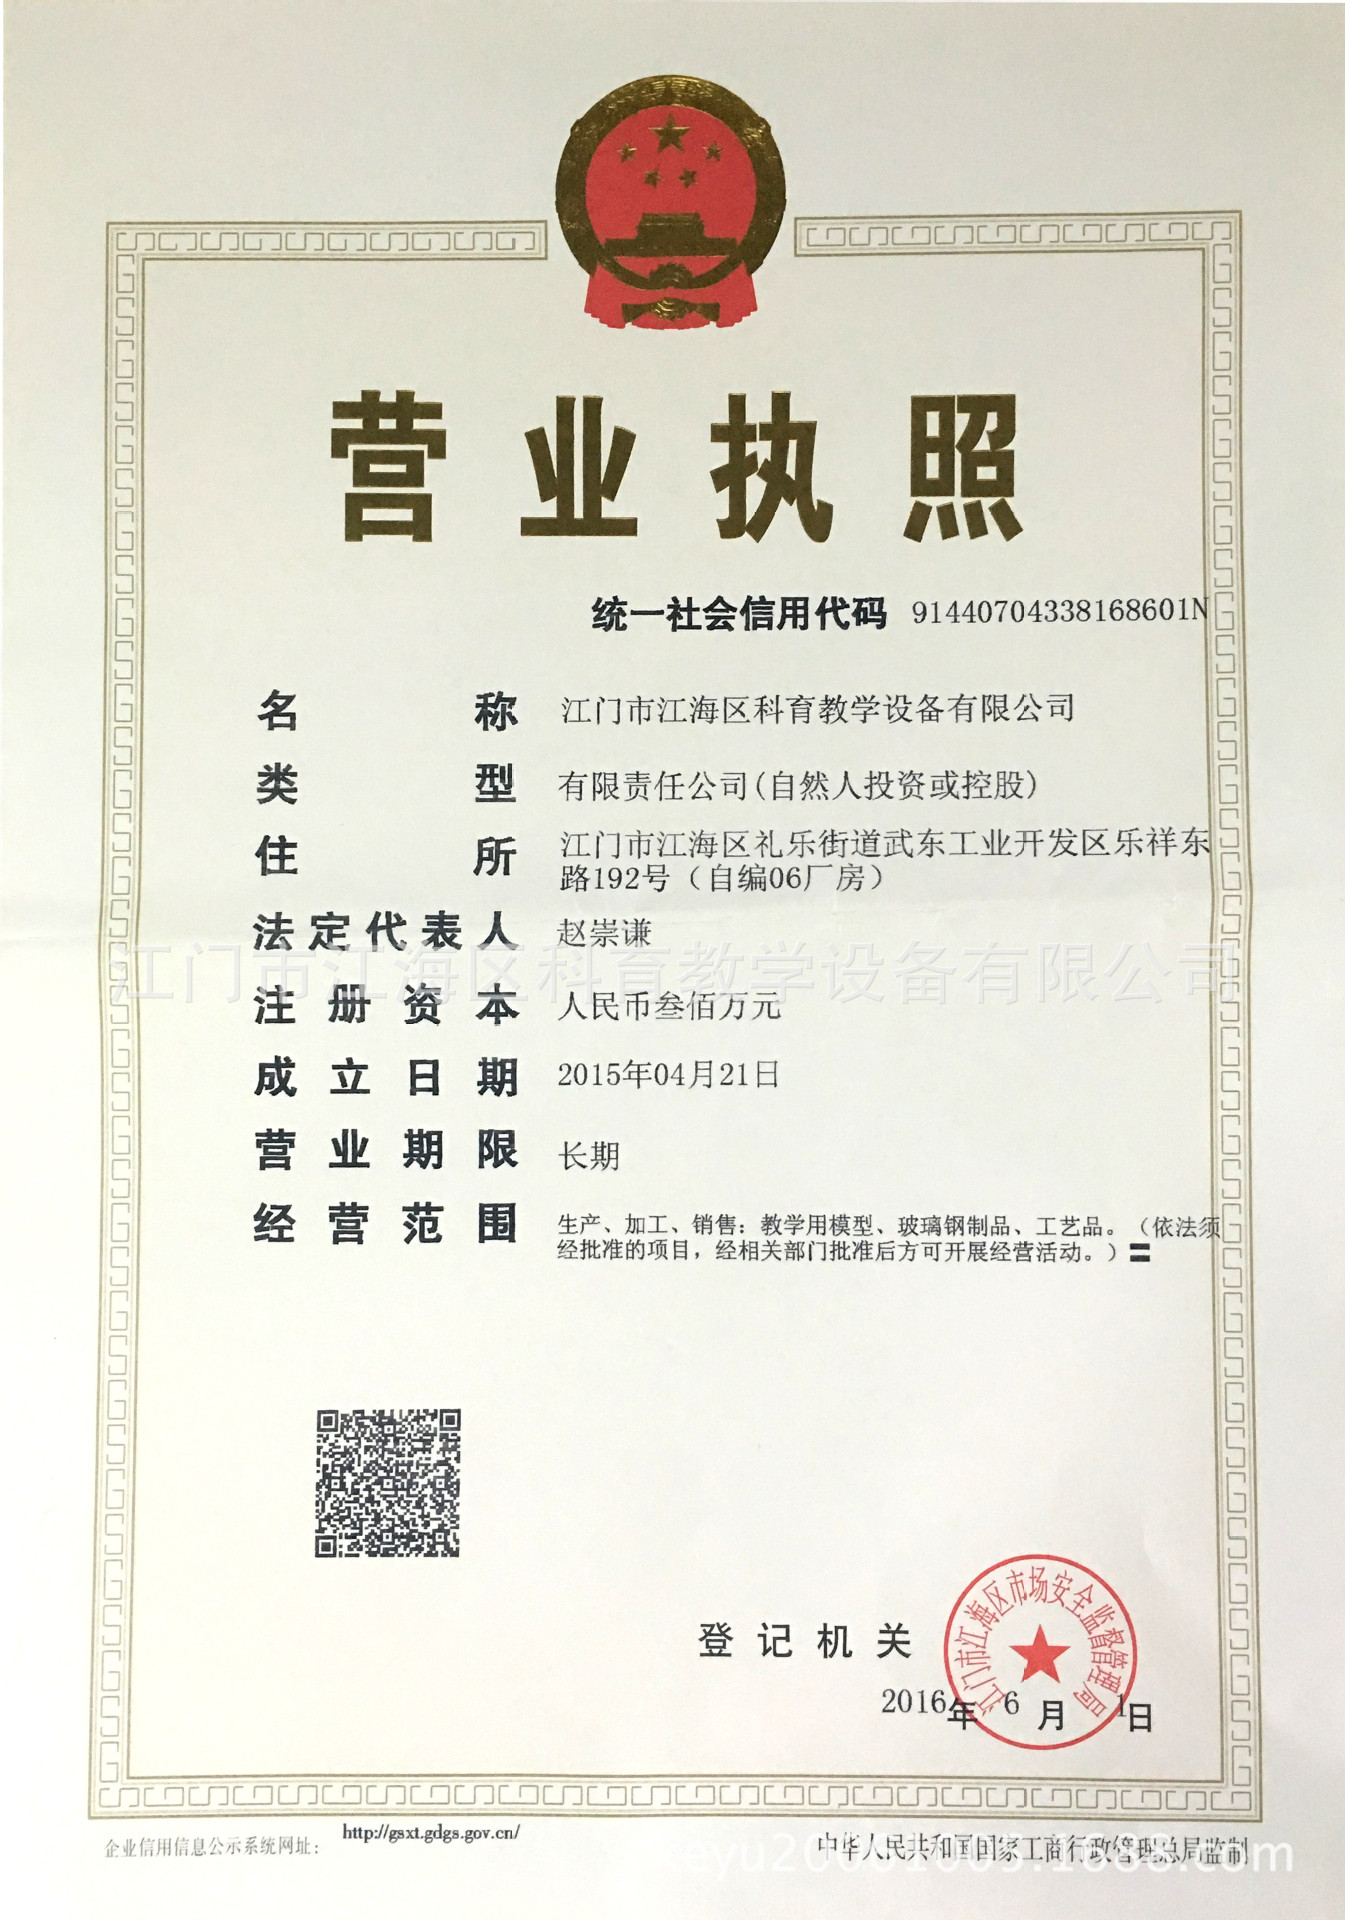 营业执照
统一社会信用代码 91440704338168601N
名称 江门市江海区科育教学设备有限公司
类型 有限责任公司(自然人投资或控股)
住所 江门市江海区礼乐街道武东工业开发区乐祥东
路192号（自编06厂房）
法定代表人 赵崇谦
江门市江海区科育教学设备有限公司
注册资本 人民币叁佰万元
成立日期 2015年04月21日
营业期限 长期
经营范围 生产、加工、销售：教学用模型、玻璃钢制品、工艺品。（依法须
经批准的项目，经相关部门批准后方可开展经营活动。）
江门市江海区市场安全监督管理局
登记机关
2016年6月1日
企业信用信息公示系统网址： http://gsxt.gdgs.gov.cn/
中华人民共和国国家工商行政管理总局监制